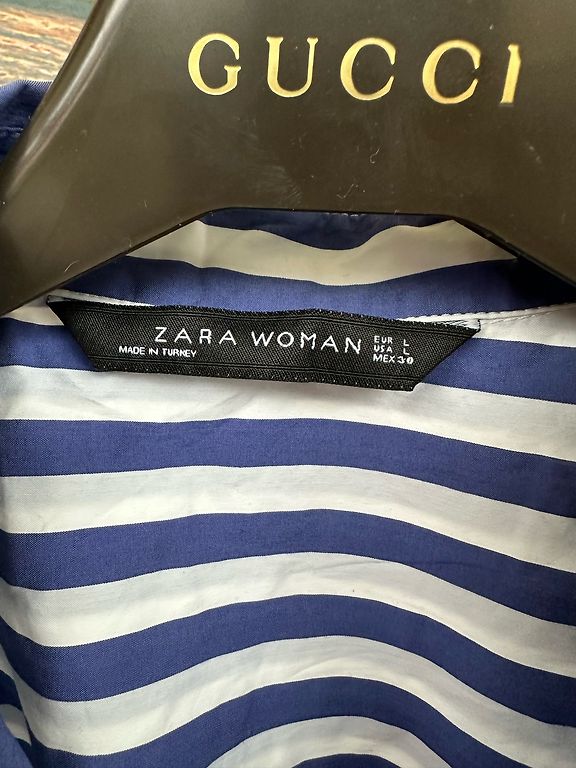 GUCCI
ZARA WOMAN
MADE IN TURKEY
EUR L
USA L
MEX 30